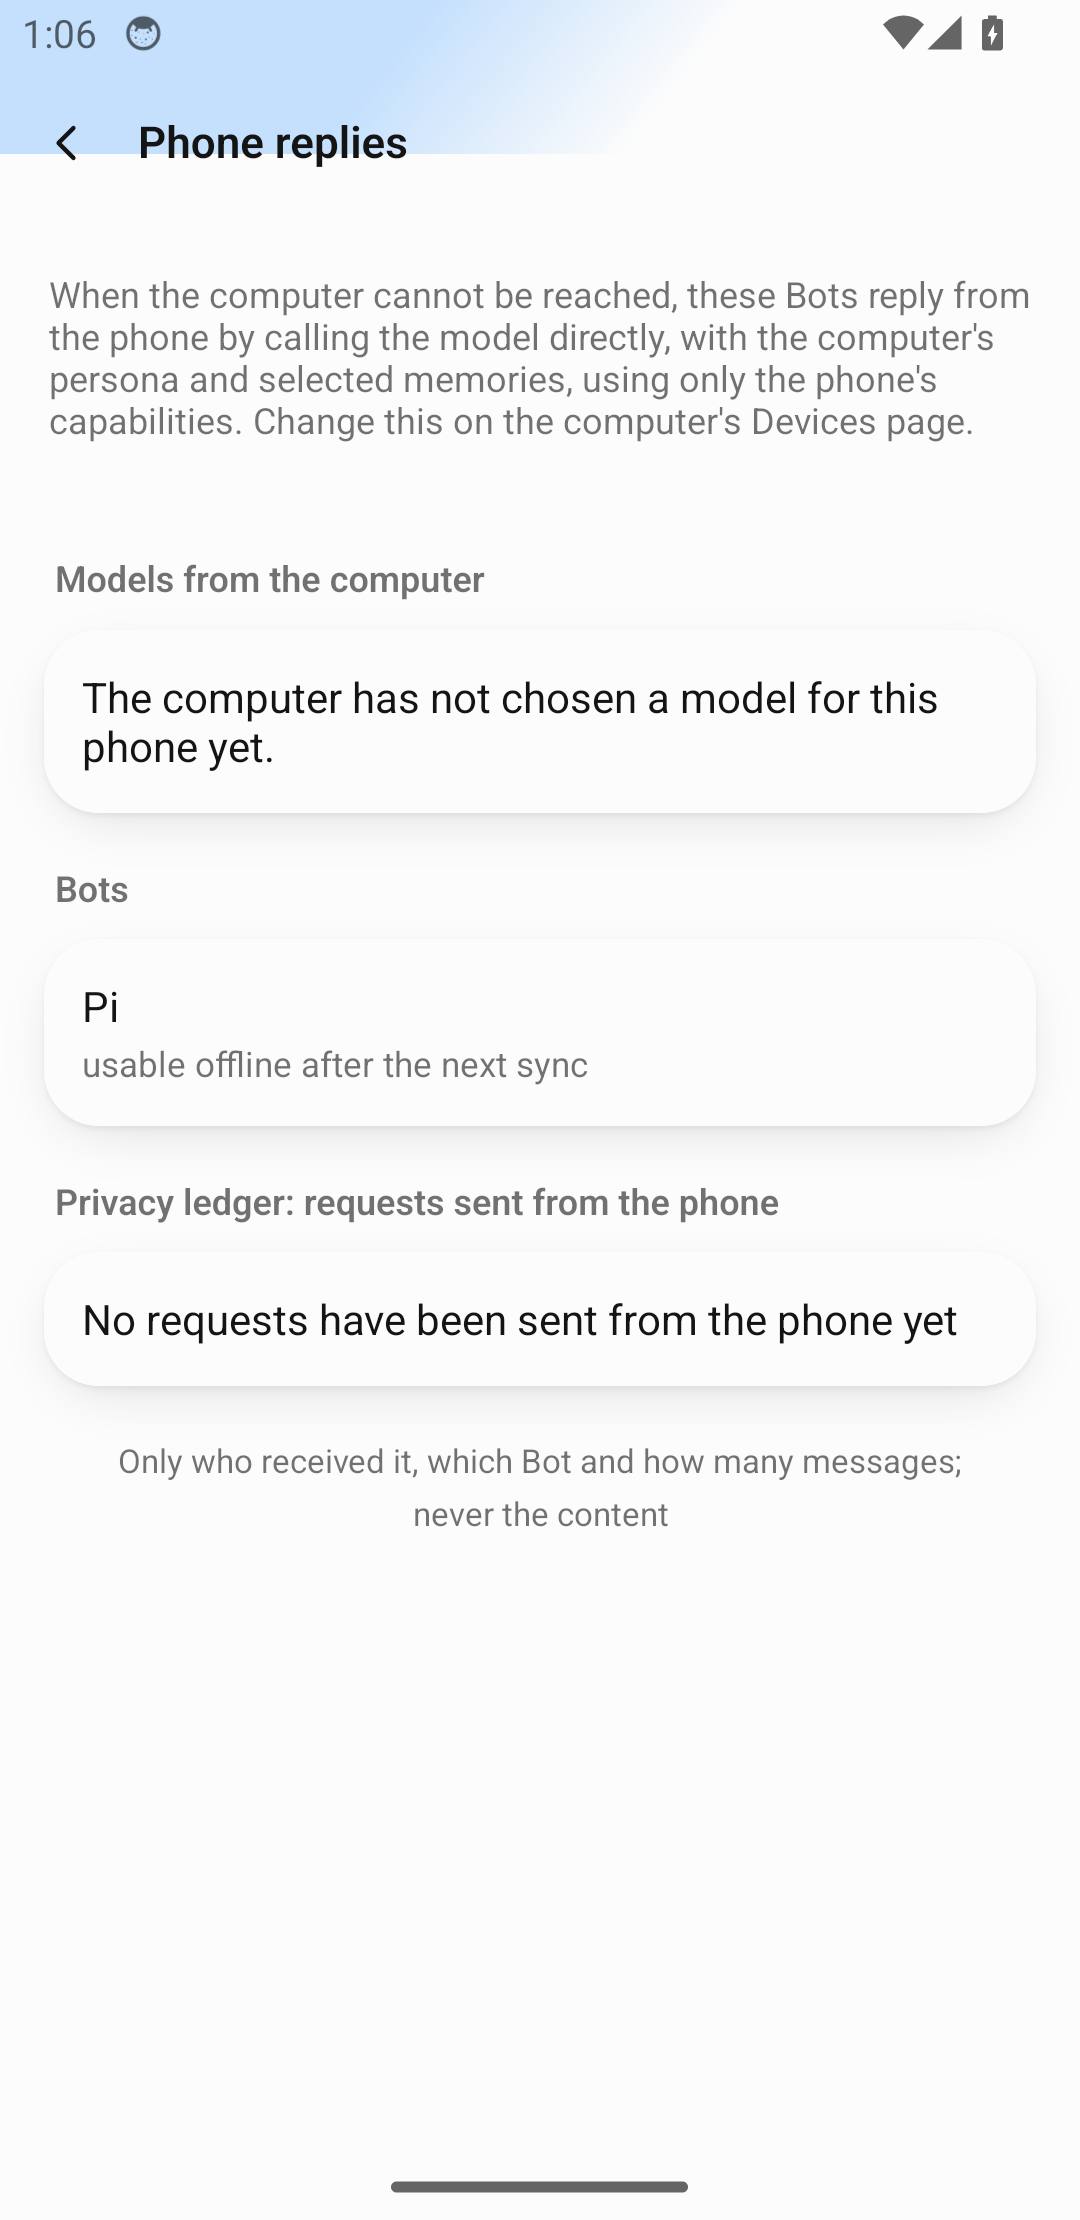 1:06
Phone replies
When the computer cannot be reached, these Bots reply from
the phone by calling the model directly, with the computer's
persona and selected memories, using only the phone's
capabilities. Change this on the computer's Devices page.
Models from the computer
The computer has not chosen a model for this
phone yet.
Bots
Pi
usable offline after the next sync
Privacy ledger: requests sent from the phone
No requests have been sent from the phone yet
Only who received it, which Bot and how many messages;
never the content